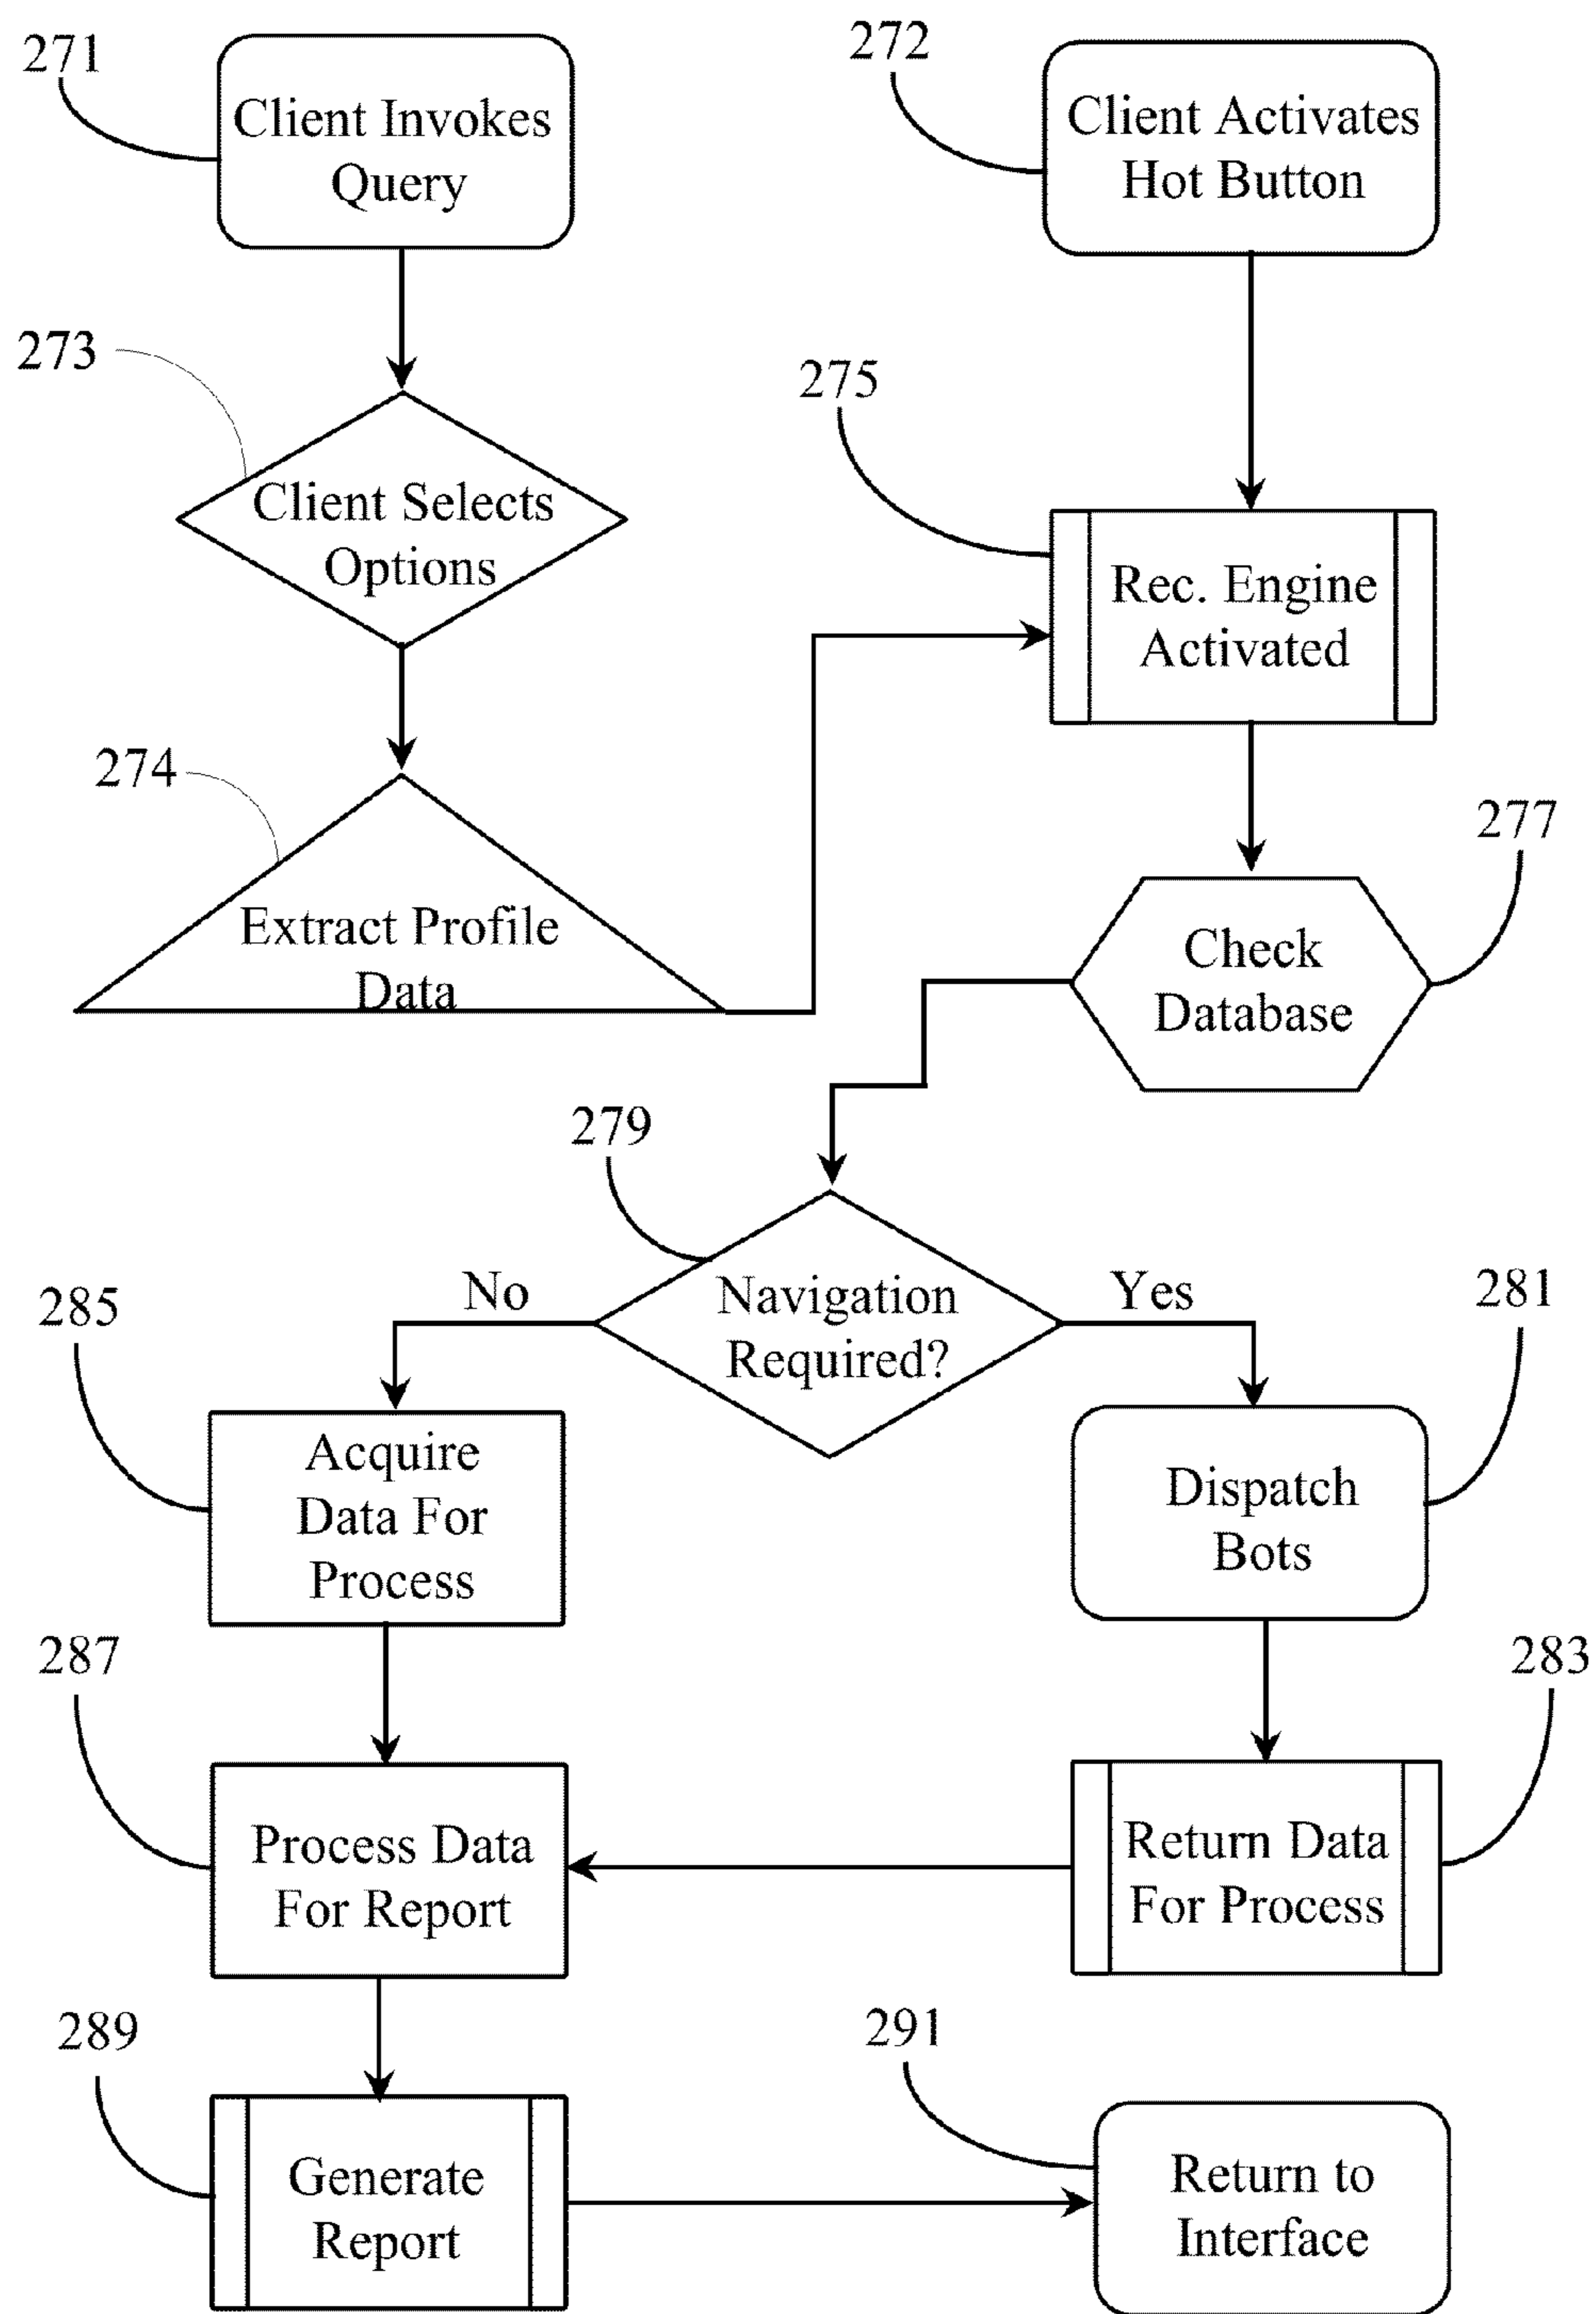 271
Client Invokes
Query
272
Client Activates
Hot Button
273
Client Selects
Options
275
Rec. Engine
Activated
274
Extract Profile
Data
277
Check
Database
279
Navigation
Required?
No
Yes
285
Acquire
Data For
Process
281
Dispatch
Bots
287
Process Data
For Report
283
Return Data
For Process
289
Generate
Report
291
Return to
Interface